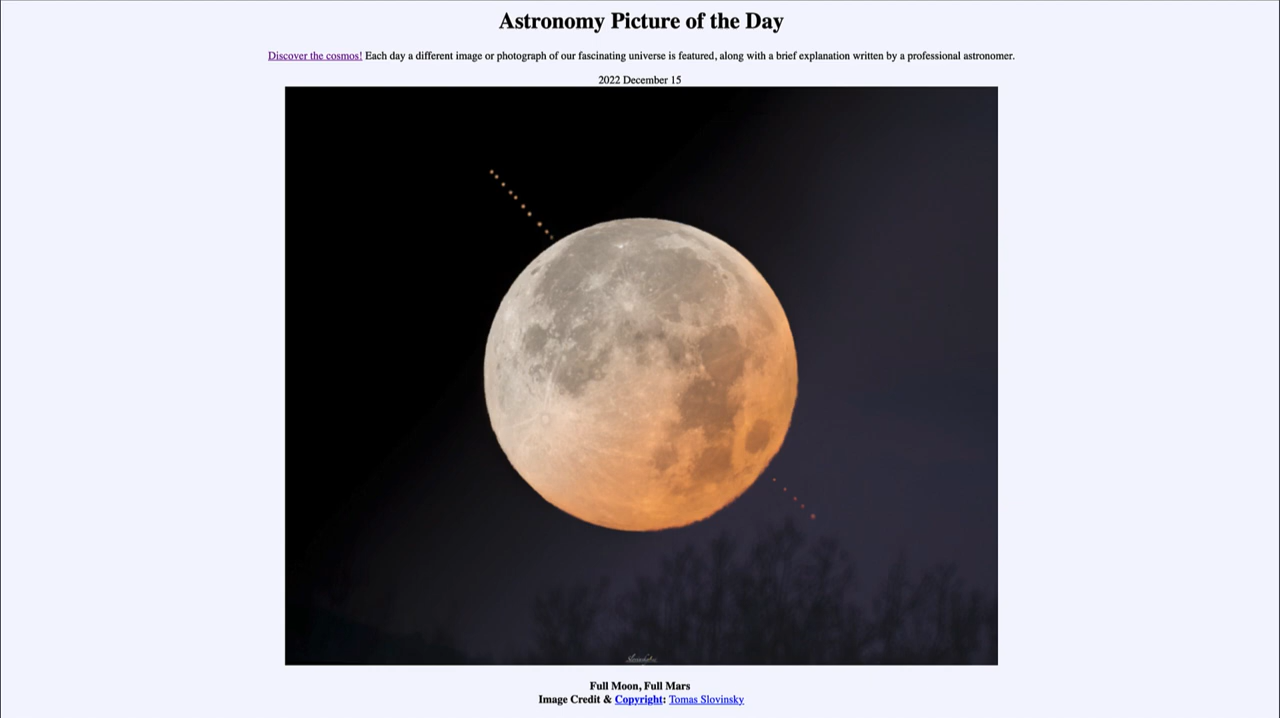 Astronomy Picture of the Day
Discover the cosmos! Each day a different image or photograph of our fascinating universe is featured, along with a brief explanation written by a professional astronomer.
2022 December 15
Full Moon, Full Mars
Image Credit & Copyright: Tomas Slovinsky